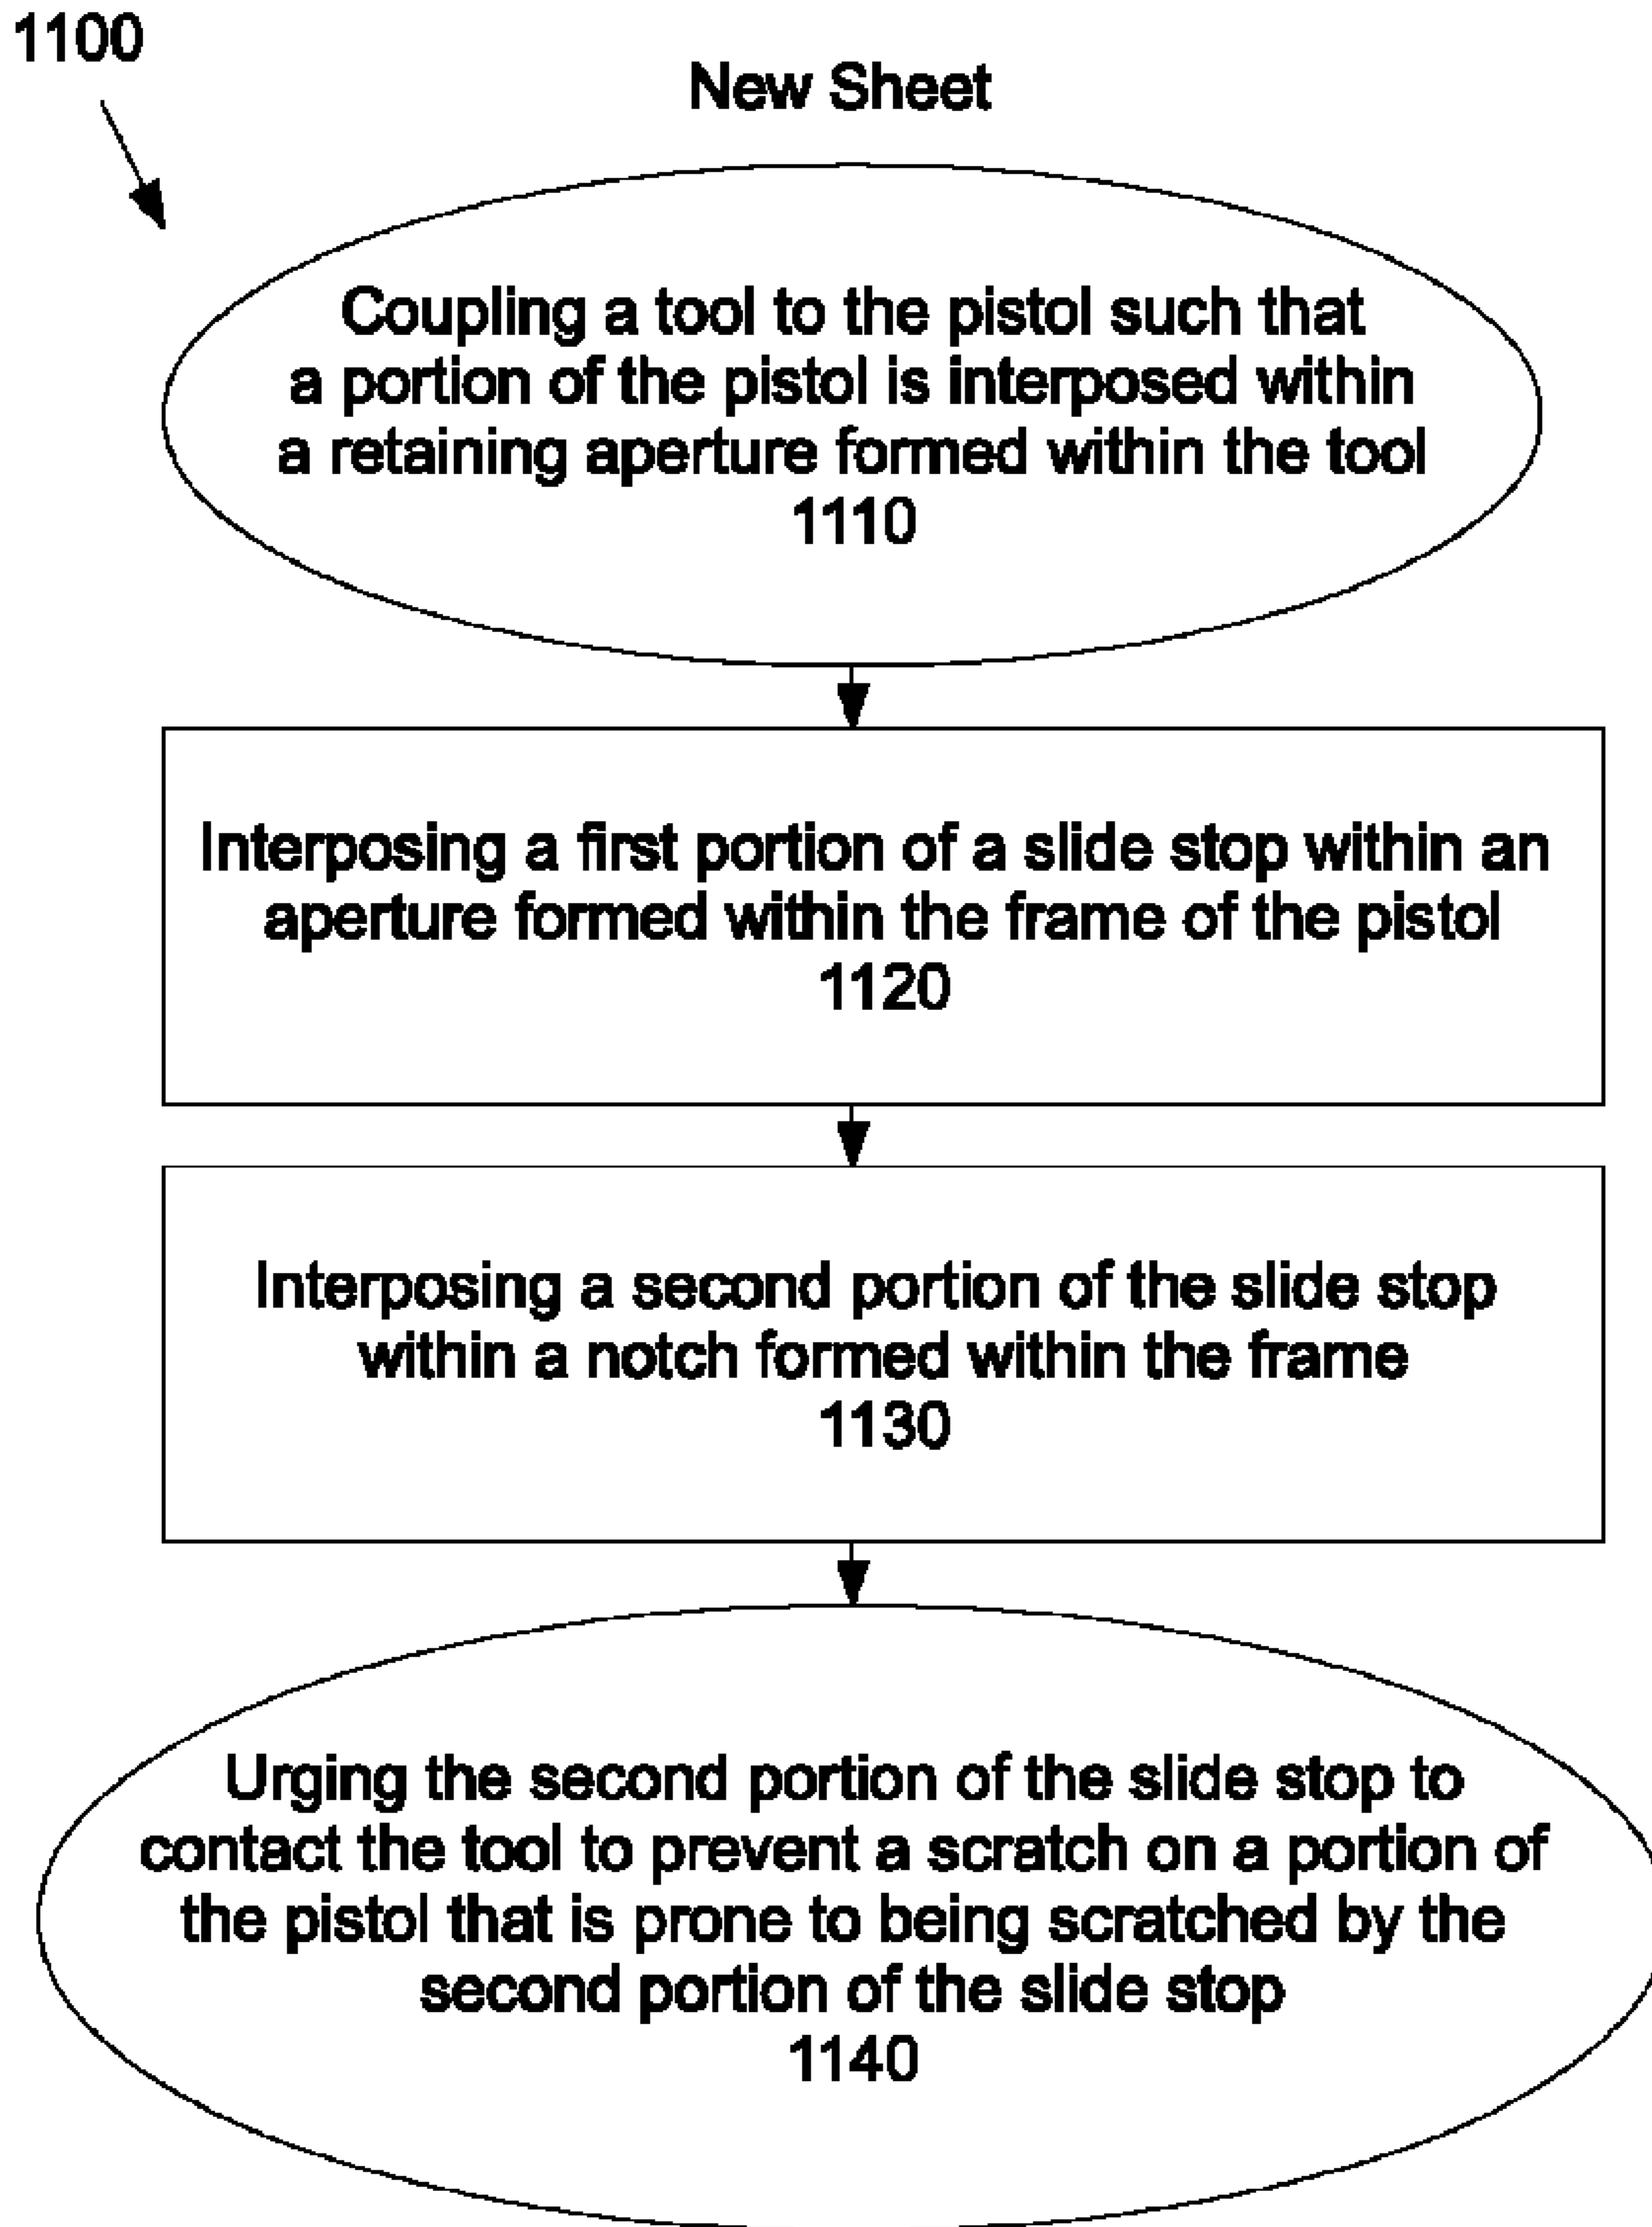 1100
New Sheet
Coupling a tool to the pistol such that
a portion of the pistol is interposed within
a retaining aperture formed within the tool
1110
Interposing a first portion of a slide stop within an
aperture formed within the frame of the pistol
1120
Interposing a second portion of the slide stop
within a notch formed within the frame
1130
Urging the second portion of the slide stop to
contact the tool to prevent a scratch on a portion of
the pistol that is prone to being scratched by the
second portion of the slide stop
1140